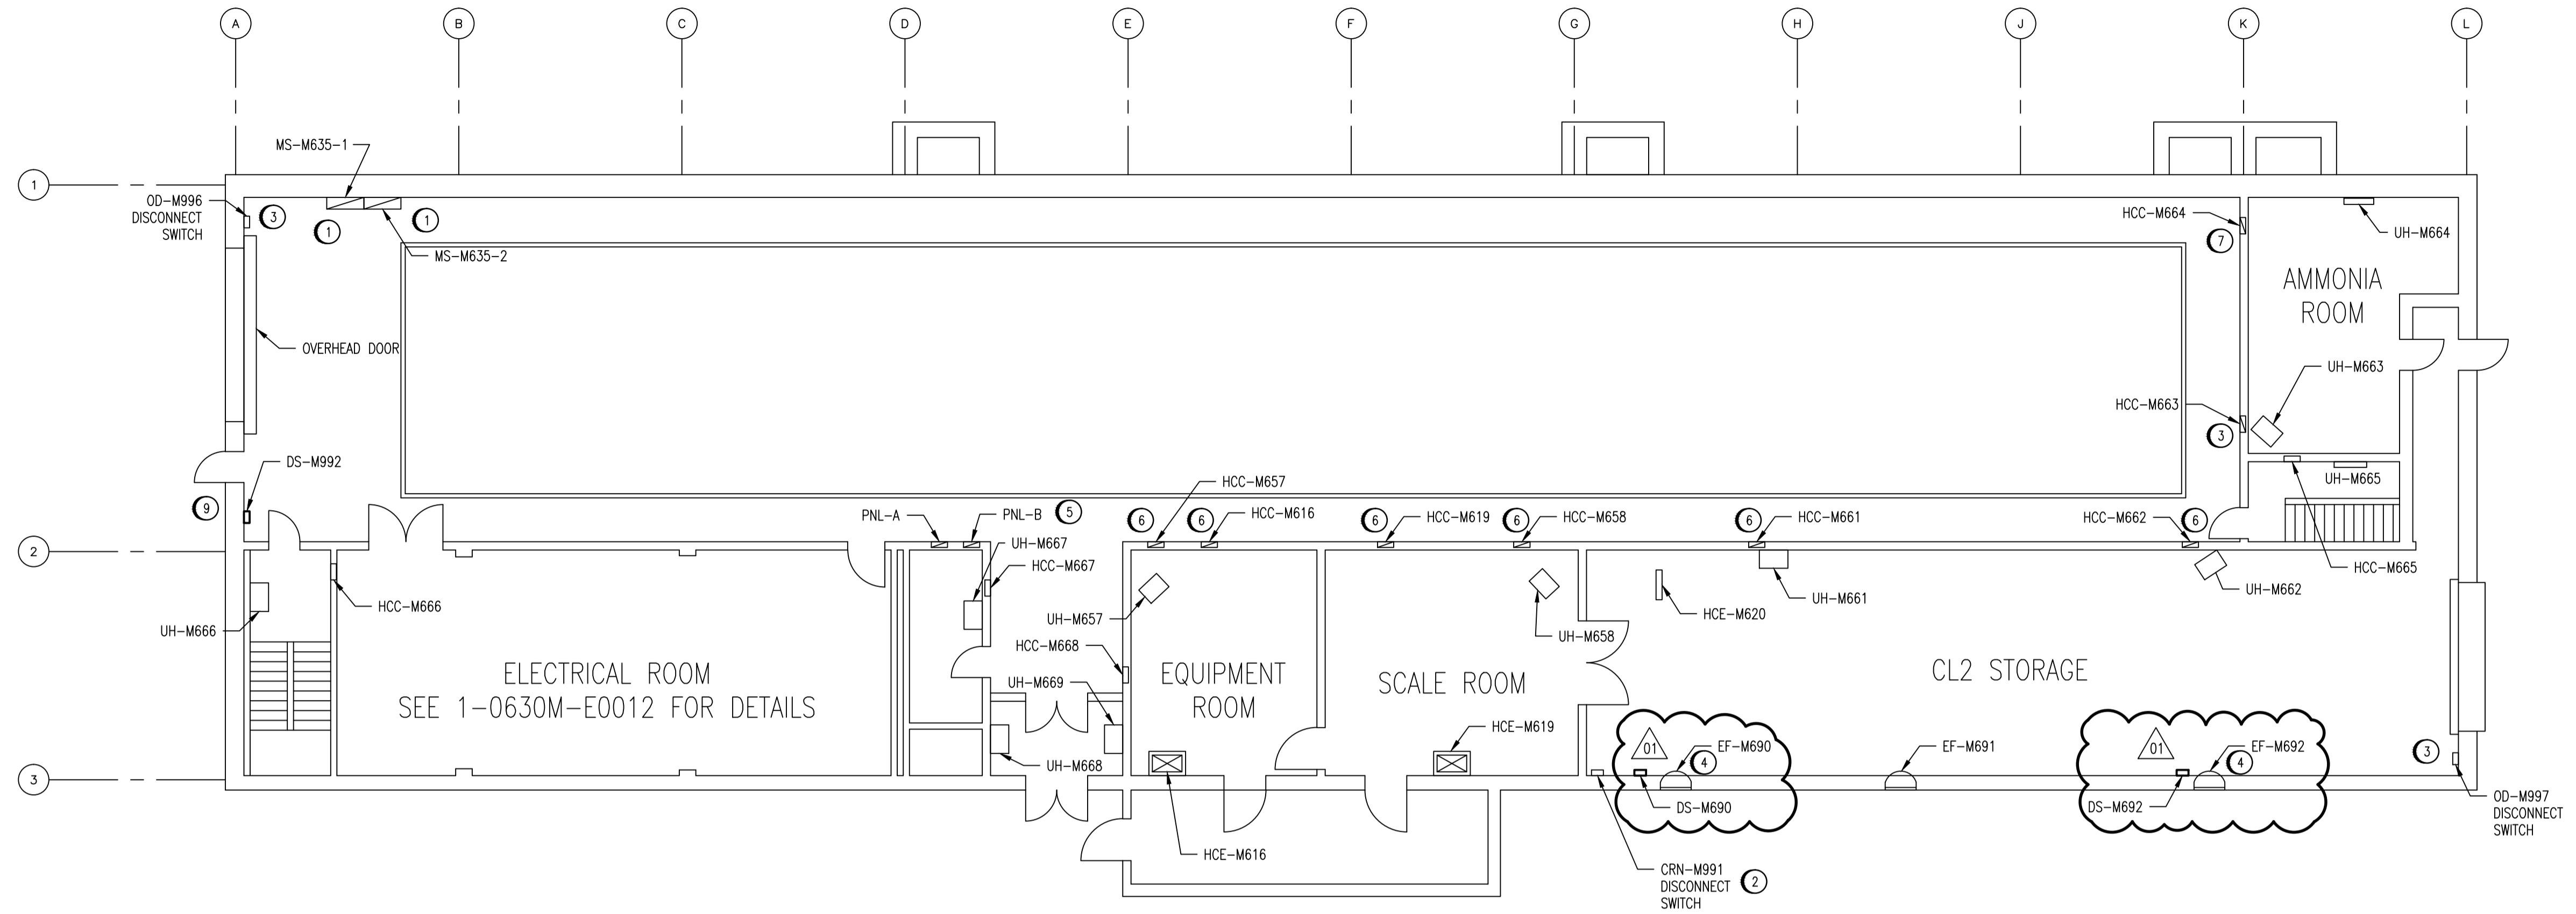 A
B
C
D
E
F
G
H
J
K
L
MS-M635-1
1
OD-M996
DISCONNECT
SWITCH
3
1
1
MS-M635-2
HCC-M664
7
UH-M664
AMMONIA
ROOM
OVERHEAD DOOR
UH-M663
HCC-M663
3
DS-M992
9
HCC-M657
UH-M665
PNL-A
PNL-B
5
6
6
HCC-M616
6
HCC-M619
6
HCC-M658
6
HCC-M661
HCC-M662
6
2
UH-M667
HCC-M667
HCC-M665
HCC-M666
UH-M666
UH-M657
HCE-M620
UH-M661
UH-M662
UH-M658
HCC-M668
ELECTRICAL ROOM
SEE 1-0630M-E0012 FOR DETAILS
UH-M669
EQUIPMENT
ROOM
SCALE ROOM
CL2 STORAGE
HCE-M619
01
EF-M690
4
EF-M691
01
EF-M692
4
3
UH-M668
3
DS-M690
DS-M692
OD-M997
DISCONNECT
SWITCH
HCE-M616
CRN-M991
DISCONNECT
SWITCH
2